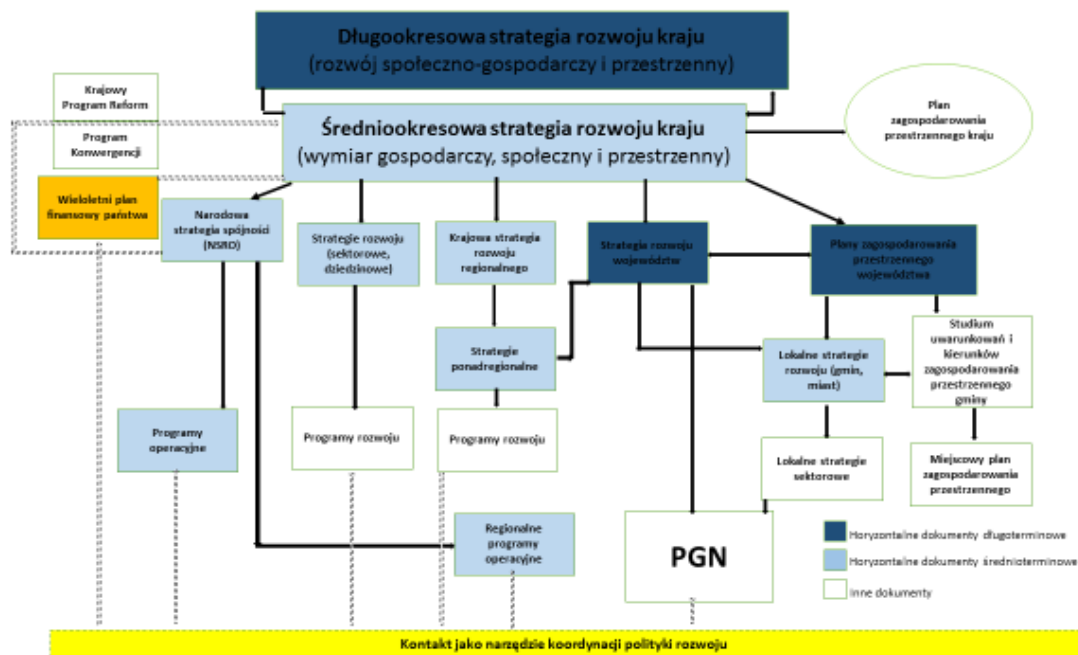 Długookresowa strategia rozwoju kraju
(rozwój społeczno-gospodarczy i przestrzenny)
Krajowy
Program Reform
Średniookresowa strategia rozwoju kraju
(wymiar gospodarczy, społeczny i przestrzenny)
Plan
zagospodarowania
przestrzennego kraju
Program
Konwergencji
Wieloletni plan
finansowy państwa
Narodowa
strategia spójności
(NSRO)
Strategie rozwoju
(sektorowe,
dziedzinowe)
Krajowa strategia
rozwoju
regionalnego
Strategia rozwoju
województw
Plany zagospodarowania
przestrzennego
województwa
Strategie
ponadregionalne
Lokalne strategie
rozwoju (gmin,
miast)
Studium
uwarunkowań i
kierunków
zagospodarowania
przestrzennego
gminy
Programy
operacyjne
Programy rozwoju
Programy rozwoju
Lokalne strategie
sektorowe
Miejscowy plan
zagospodarowania
przestrzennego
Regionalne
programy
operacyjne
PGN
Horyzontalne dokumenty długoterminowe
Horyzontalne dokumenty średnioterminowe
Inne dokumenty
Kontakt jako narzędzie koordynacji polityki rozwoju